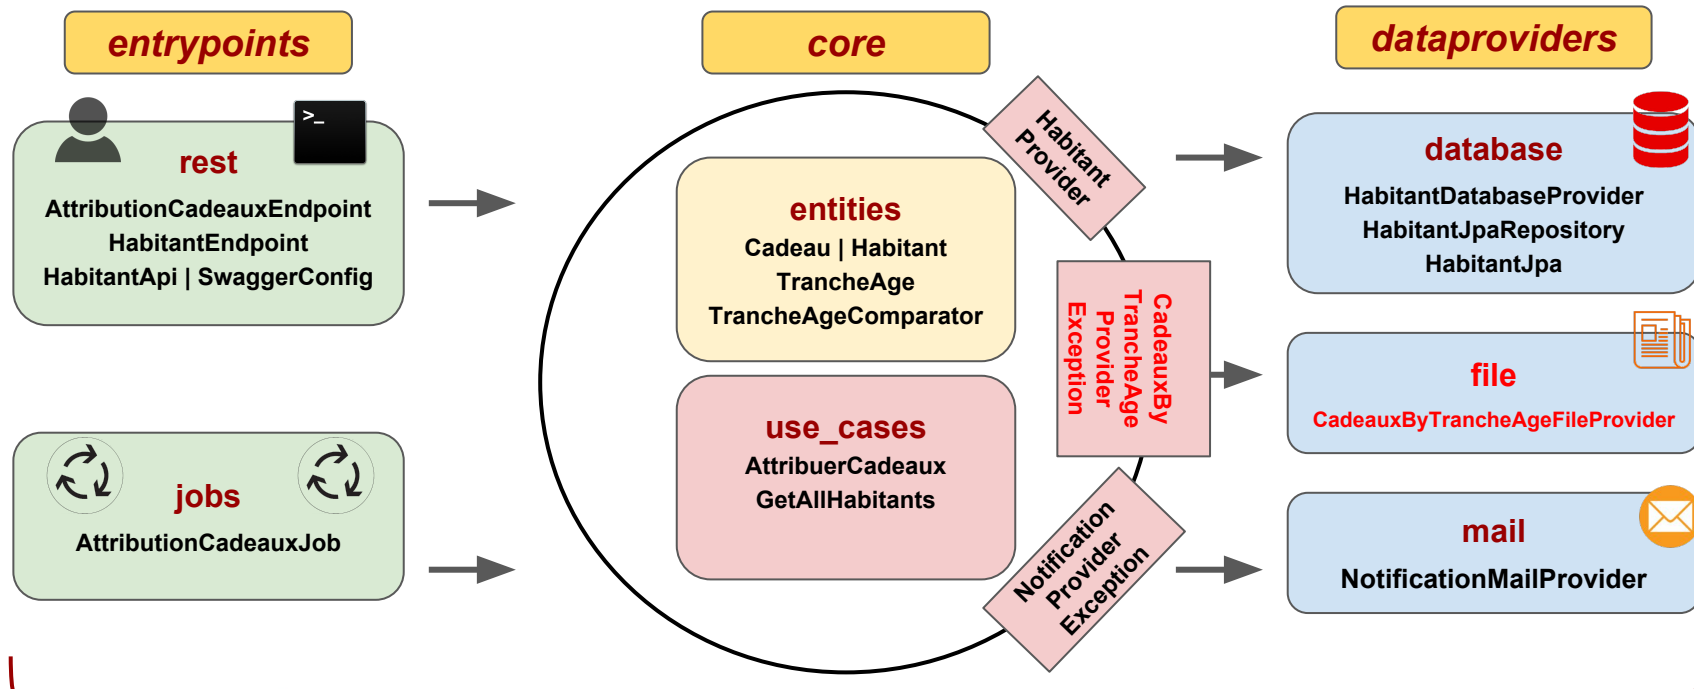 entrypoints
core
dataproviders
>_
rest
AttributionCadeauxEndpoint
HabitantEndpoint
HabitantApi | SwaggerConfig
jobs
AttributionCadeauxJob
entities
Cadeau | Habitant
TrancheAge
TrancheAgeComparator
use_cases
AttribuerCadeaux
GetAllHabitants
Habitant
Provider
CadeauxBy
TrancheAge
Provider
Exception
Notification
Provider
Exception
database
HabitantDatabaseProvider
HabitantJpaRepository
HabitantJpa
file
CadeauxByTrancheAgeFileProvider
mail
NotificationMailProvider